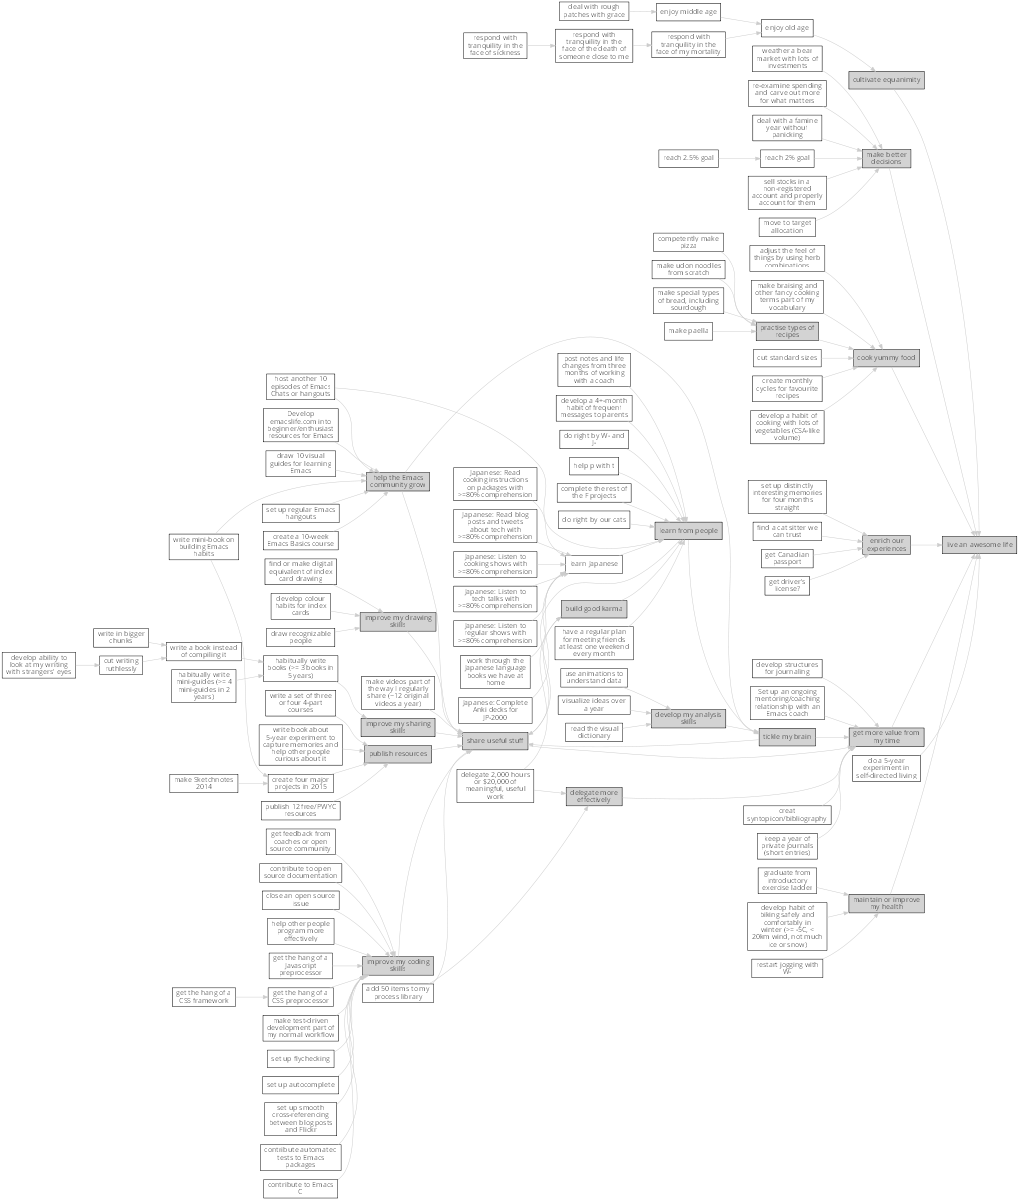 deal with rough
patches with grace
enjoy middle age
enjoy old age
respond with
tranquility in the
face of sickness
respond with
tranquility in the
face of the death of
someone close to me
respond with
tranquility in the
face of my mortality
weather a bear
market with lots of
investments
cultivate equanimity
re-examine spending
and carve out more
for what matters
deal with a famine
year without
panicking
reach 2.5% goal
reach 2% goal
make better
decisions
sell stocks in a
non-registered
account and properly
account for them
move to target
allocation
competently make
pizza
adjust the feel of
things by using herb
combinations
make udon noodles
from scratch
make special types
of bread, including
sourdough
make braising and
other fancy cooking
terms part of my
vocabulary
make paella
practise types of
recipes
cut standard sizes
cook yummy food
create monthly
cycles for favourite
recipes
develop a habit of
cooking with lots of
vegetables (CSA-like
volume)
post notes and life
changes from three
months of working
with a coach
host another 10
episodes of Emacs
Chats or hangouts
develop a 4+-month
habit of frequent
messages to parents
Develop
emacslife.com into
beginner/enthusiast
resources for Emacs
do right by W- and
J-
draw 10 visual
guides for learning
Emacs
help p with t
help the Emacs
community grow
Japanese: Read
cooking instructions
on packages with
>=80% comprehension
complete the rest of
the F projects
set up distinctly
interesting memories
for four months
straight
set up regular Emacs
hangouts
Japanese: Read blog
posts and tweets
about tech with
>=80% comprehension
do right by our cats
learn from people
find a cat sitter we
can trust
write mini-book on
building Emacs
habits
create a 10-week
Emacs Basics course
enrich our
experiences
live an awesome life
get Canadian
passport
find or make digital
equivalent of index
card drawing
Japanese: Listen to
cooking shows with
>=80% comprehension
learn Japanese
get driver's
license?
develop colour
habits for index
cards
Japanese: Listen to
tech talks with
>=80% comprehension
build good karma
improve my drawing
skill!
draw recognizable
people
Japanese: Listen to
regular shows with
>=80% comprehension
have a regular plan
for meeting friends
at least one weekend
every month
write in bigger
chunks
write a book instead
of compiling it
develop ability to
look at my writing
with strangers' eyes
cut writing
ruthlessly
habitually write
books (>= 3 books in
5 years)
habitually write
mini-guides (>= 4
mini-guides in 2
years)
work through the
Japanese language
books we have at
home
use animations to
understand data
develop structures
for journaling
make videos part of
the way I regularly
share (~12 original
videos a year)
write a set of three
or four 4-part
courses
Japanese: Complete
Anki decks for
JP-2000
visualize ideas over
a year
Set up an ongoing
mentoring/coaching
relationship with an
Emacs coach
develop my analysis
skills
improve my sharing
skill!
read the visual
dictionary
write book about
5-year experiment to
capture memories and
help other people
curious about it
share useful stuff
tickle my brain
get more value from
my time
publish resources
do a 5-year
experiment in
self-directed living
make Sketchnotes
2014
create four major
projects in 2015
delegate 2,000 hours
or $20,000 of
meaningful, useful
work
delegate more
effectively
publish 12 free/PWYC
resources
creat
syntopicon/bibliography
get feedback from
coaches or open
source community
keep a year of
private journals
(short entries)
contribute to open
source documentation
graduate from
introductory
exercise ladder
close an open source
issue
maintain or improve
my health
help other people
program more
effectively
develop habit of
biking safely and
comfortably in
winter (>= -5C, <
20km wind, not much
ice or snow)
get the hang of a
Javascript
preprocessor
improve my coding
skill!
restart jogging with
W-
get the hang of a
CSS framework
get the hang of a
CSS preprocessor
add 50 items to my
process library
make test-driven
development part of
my normal workflow
set up flychecking
set up autocomplete
set up smooth
cross-referencing
between blog posts
and Flickr
contribute automated
tests to Emacs
packages
contribute to Emacs
C